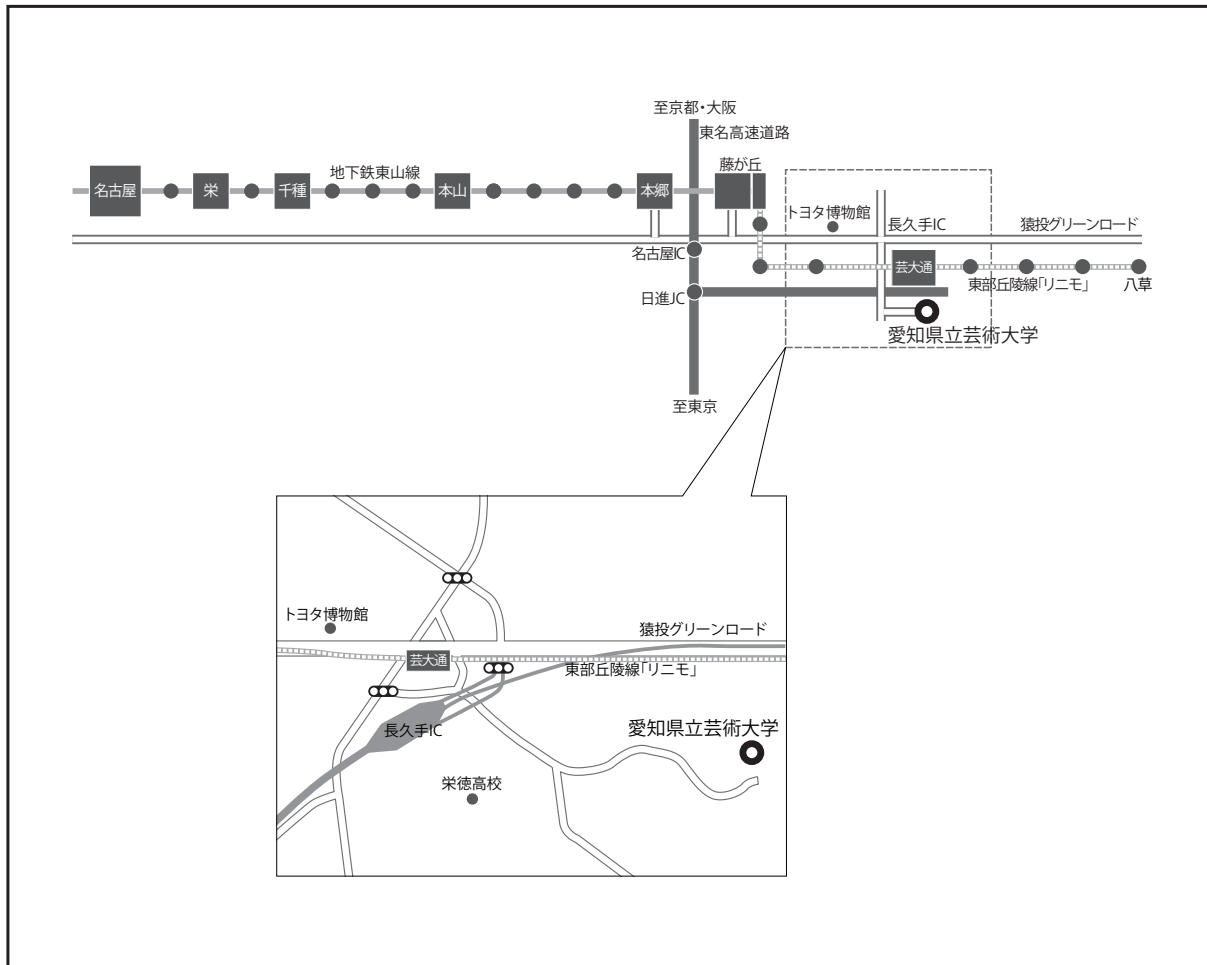 至京都・大阪
東名高速道路
藤が丘
地下鉄東山線
名古屋
栄
千種
本山
本郷
トヨタ博物館
長久手IC
猿投グリーンロード
名古屋IC
芸大通
東部丘陵線「リニモ」
八草
日進JC
愛知県立芸術大学
至東京
トヨタ博物館
猿投グリーンロード
芸大通
東部丘陵線「リニモ」
長久手IC
愛知県立芸術大学
栄徳高校